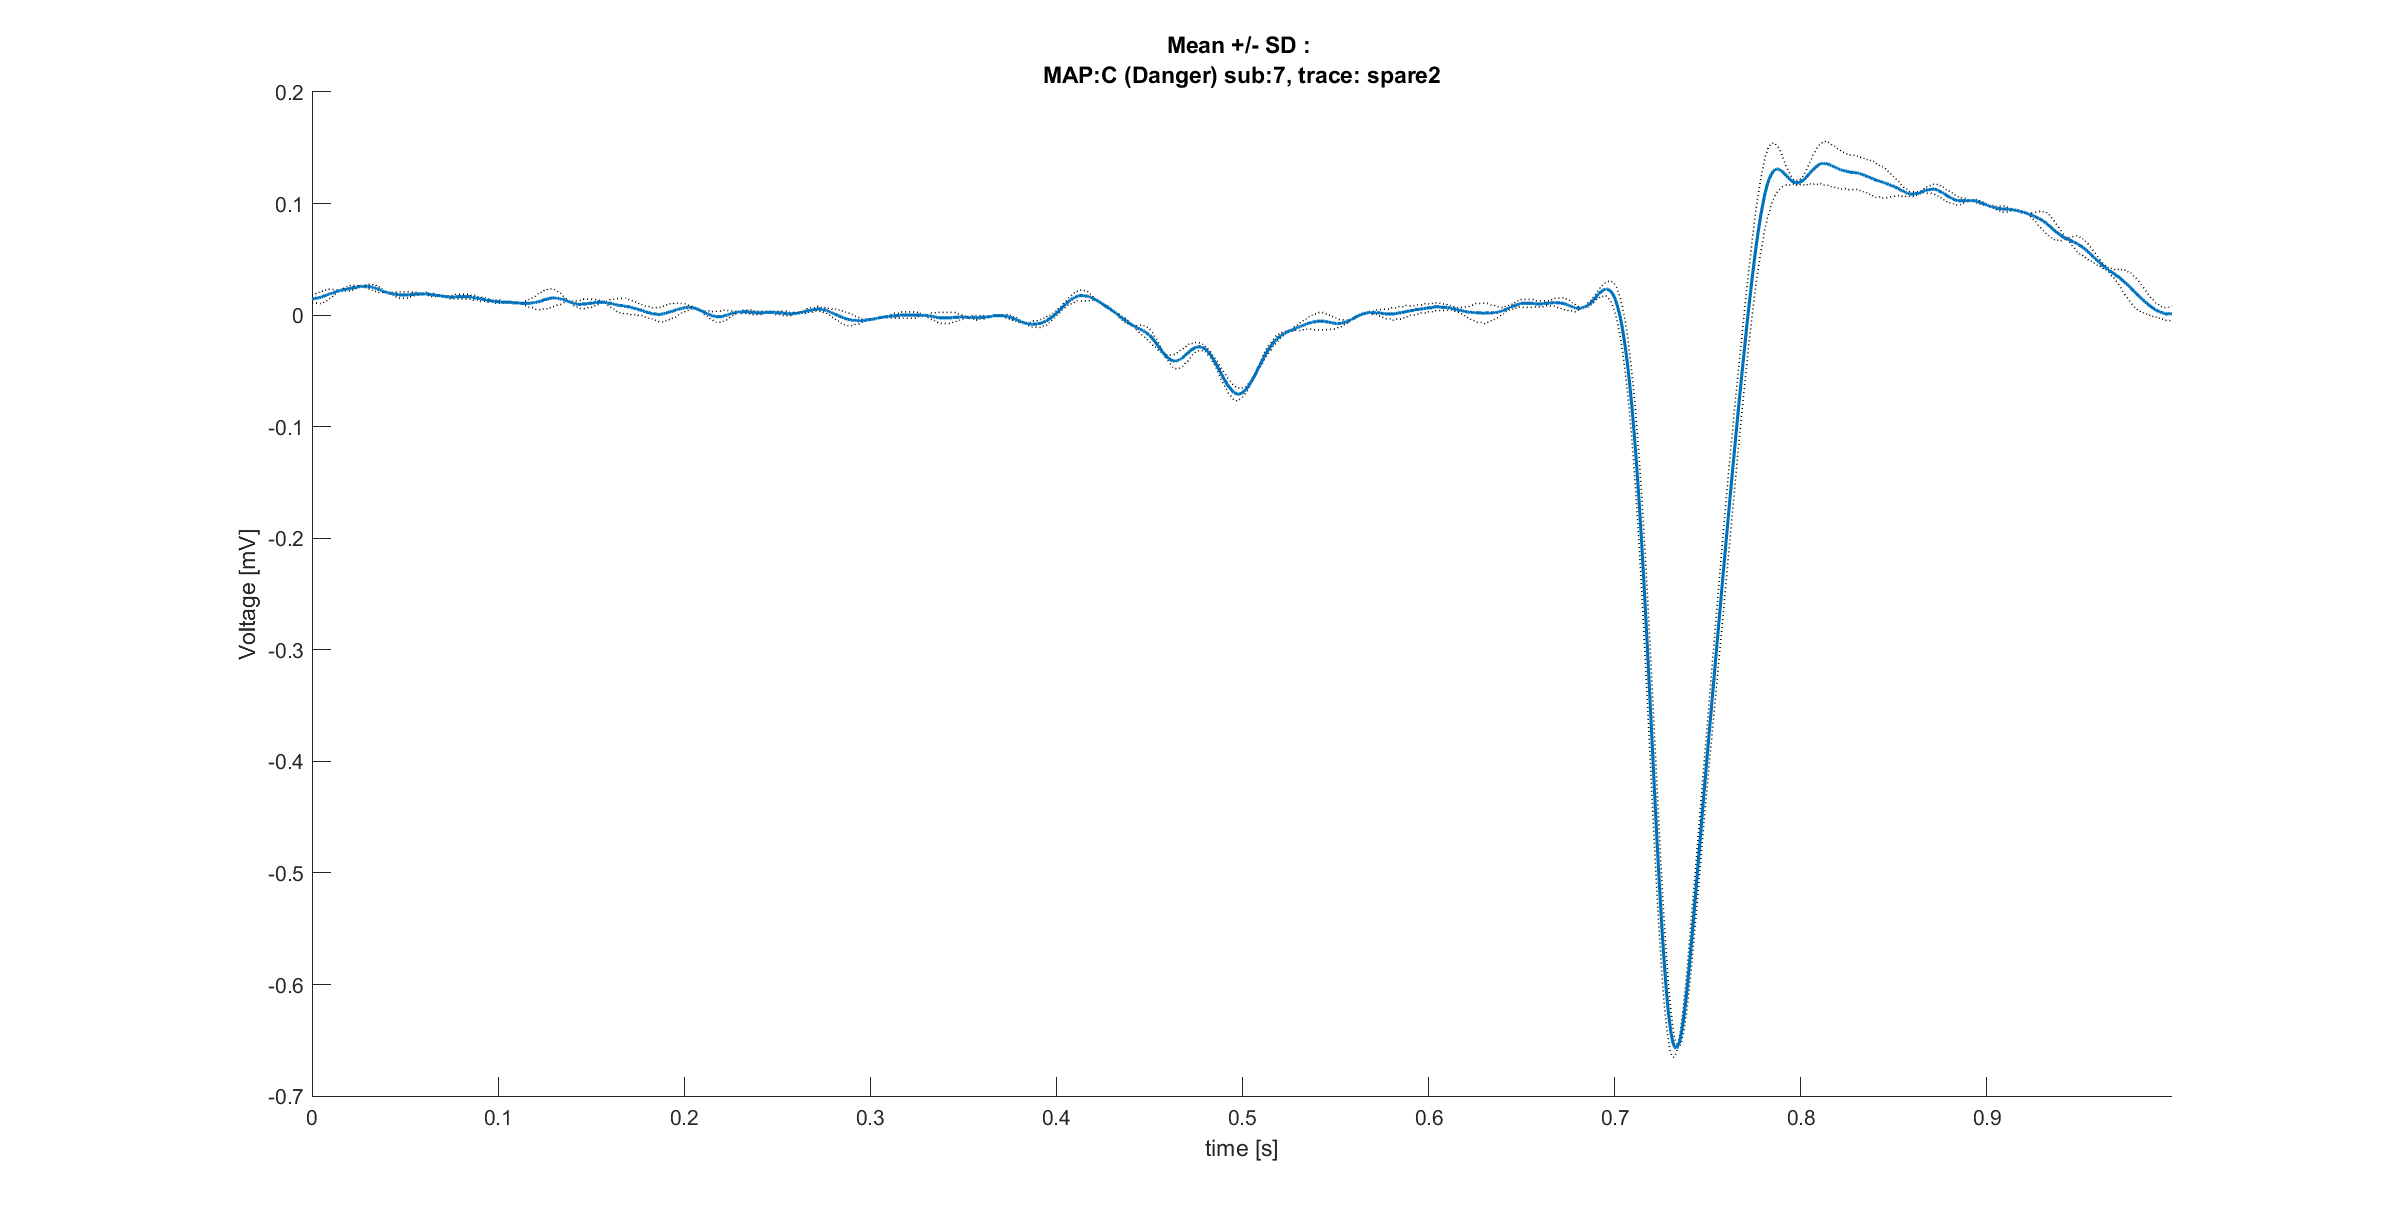 Mean +/- SD :
MAP:C (Danger) sub:7, trace: spare2
0.2
0.1
0
-0.1
-0.2
-0.3
-0.4
-0.5
-0.6
-0.7
Voltage [mV]
0 0.1 0.2 0.3 0.4 0.5 0.6 0.7 0.8 0.9
time [s]